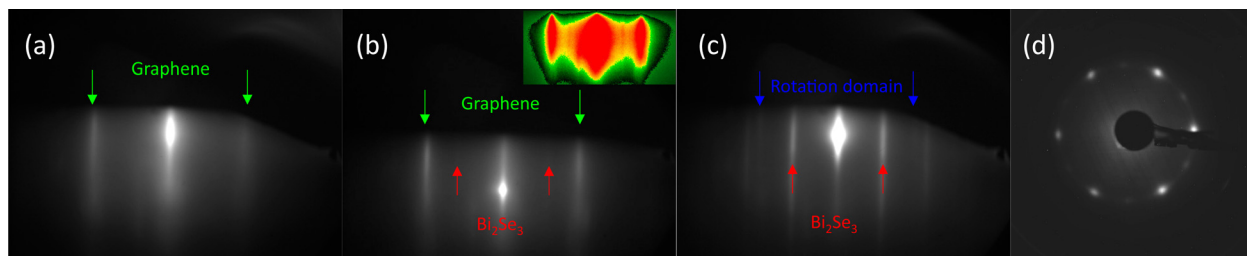 (a)
Graphene
(b)
Graphene
Bi₂Se₃
(c)
Rotation domain
Bi₂Se₃
(d)